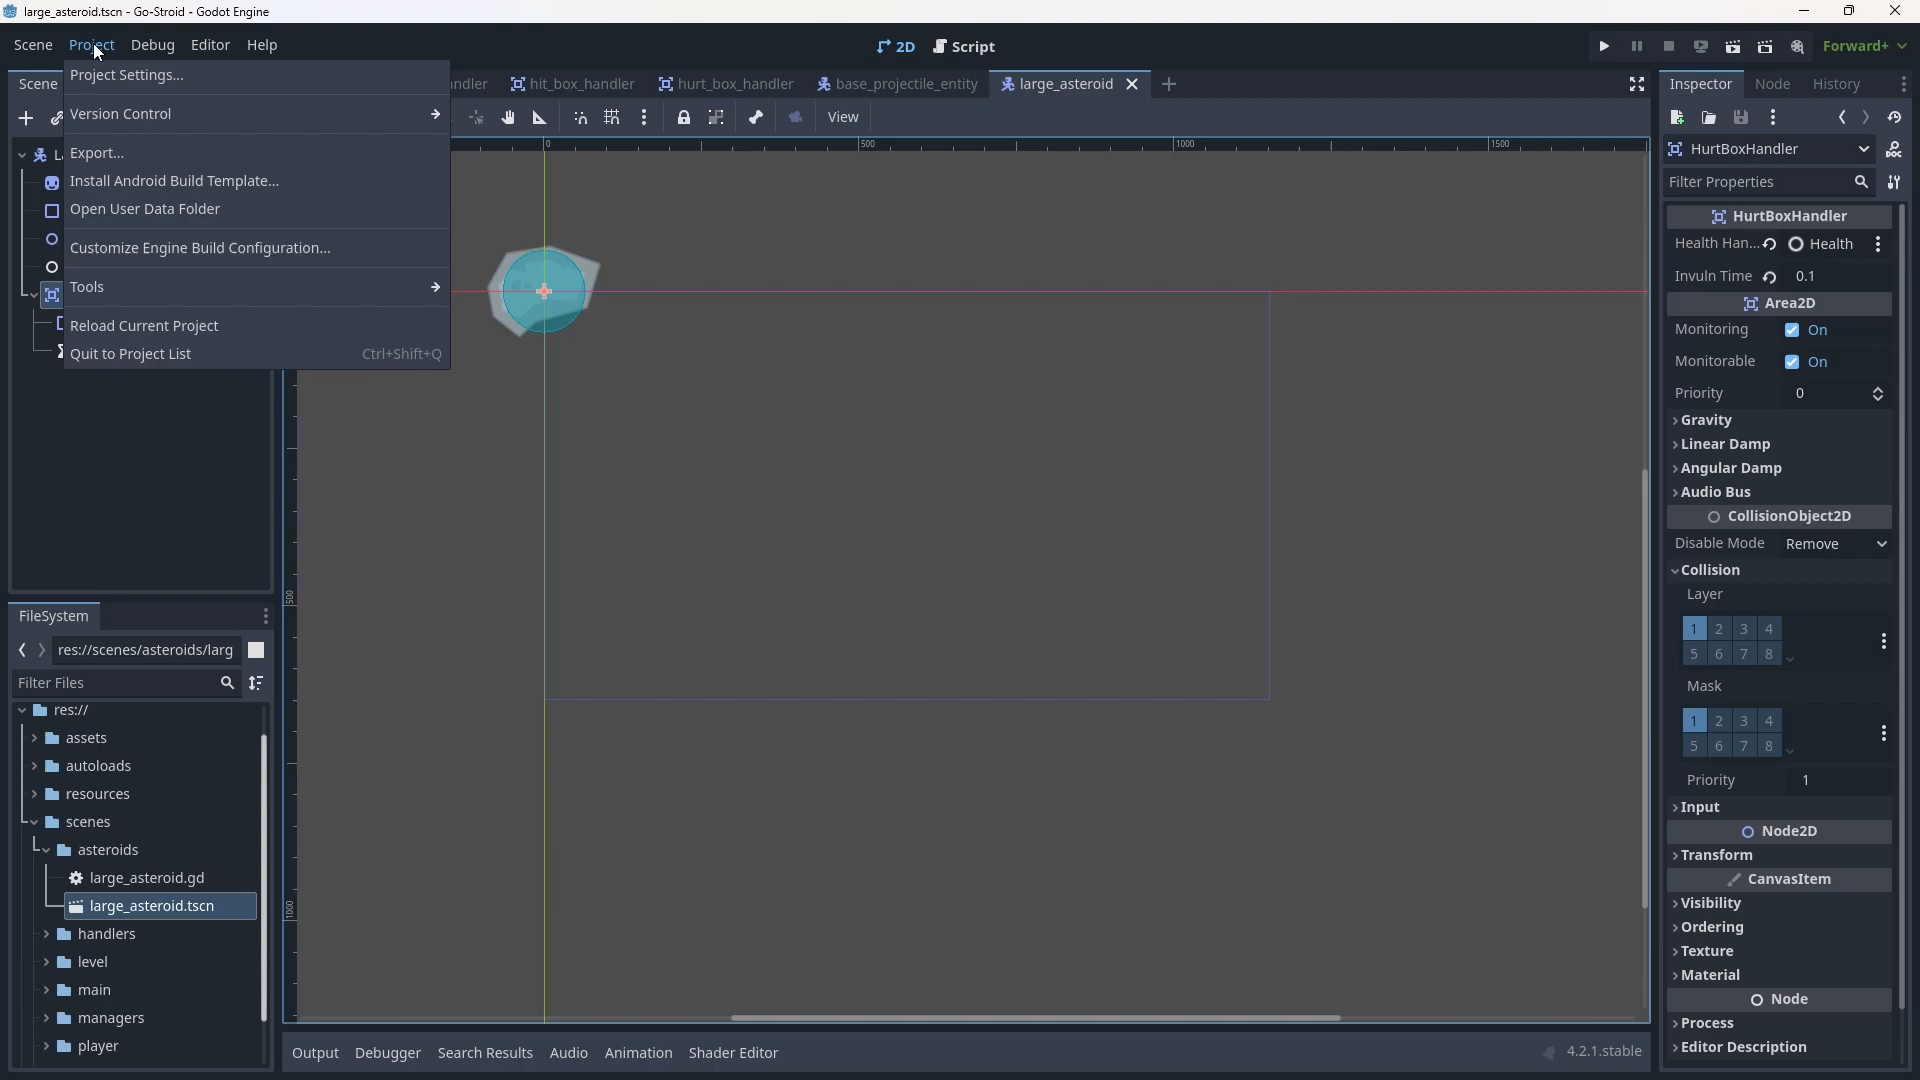 large_asteroid.tscn - Go-Stroid - Godot Engine
Scene Project Debug Editor Help
2D Script
Forward+
Project Settings...
Version Control
Export...
Install Android Build Template...
Open User Data Folder
Customize Engine Build Configuration...
Tools
Reload Current Project
Quit to Project List Ctrl+Shift+Q
Scene
hit_box_handler hurt_box_handler base_projectile_entity large_asteroid
View
0 500 1000 1500
500
1000
FileSystem
res://scenes/asteroids/larg
Filter Files
res://
assets
autoloads
resources
scenes
asteroids
large_asteroid.gd
large_asteroid.tscn
handlers
level
main
managers
player
Output Debugger Search Results Audio Animation Shader Editor
4.2.1.stable
Inspector Node History
HurtBoxHandler
Filter Properties
HurtBoxHandler
Health Han... Health
Invuln Time 0.1
Area2D
Monitoring On
Monitorable On
Priority 0
Gravity
Linear Damp
Angular Damp
Audio Bus
CollisionObject2D
Disable Mode Remove
Collision
Layer
1 2 3 4
5 6 7 8
Mask
1 2 3 4
5 6 7 8
Priority 1
Input
Node2D
Transform
CanvasItem
Visibility
Ordering
Texture
Material
Node
Process
Editor Description